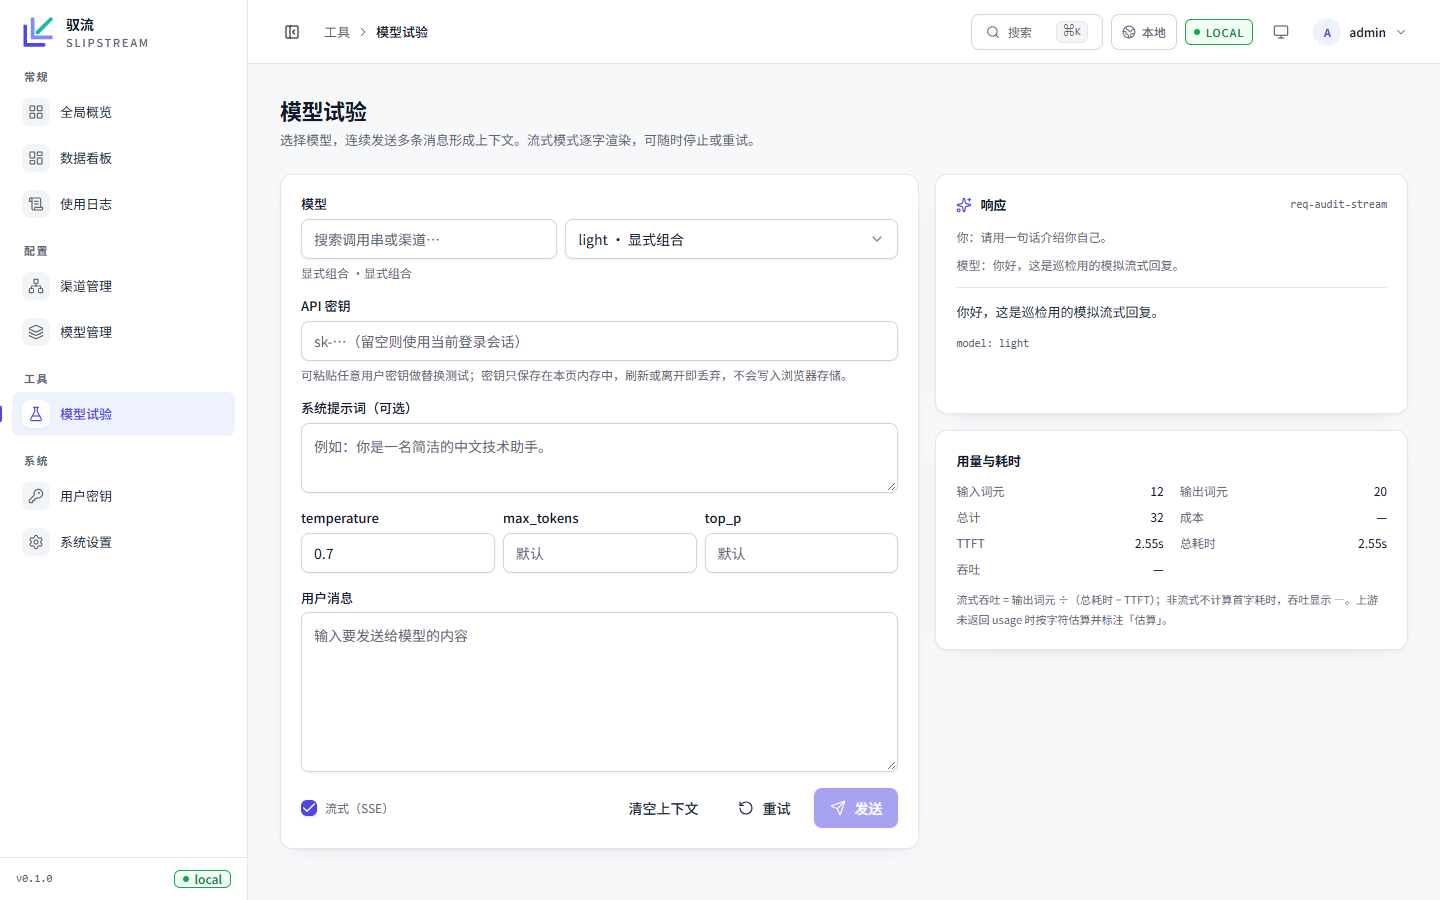 驭流
SLIPSTREAM
常规
全局概览
数据看板
使用日志
配置
渠道管理
模型管理
工具
模型试验
系统
用户密钥
系统设置
v0.1.0
local
工具 > 模型试验
搜索 ⌘K
本地
LOCAL
A admin
模型试验
选择模型，连续发送多条消息形成上下文。流式模式逐字渲染，可随时停止或重试。
模型
搜索调用串或渠道…
light · 显式组合
显式组合 · 显式组合
API 密钥
sk-…（留空则使用当前登录会话）
可粘贴任意用户密钥做替换测试；密钥只保存在本页内存中，刷新或离开即丢弃，不会写入浏览器存储。
系统提示词（可选）
例如：你是一名简洁的中文技术助手。
temperature max_tokens top_p
0.7 默认 默认
用户消息
输入要发送给模型的内容
流式（SSE）
清空上下文
重试
发送
响应 req-audit-stream
你：请用一句话介绍你自己。
模型：你好，这是巡检用的模拟流式回复。
你好，这是巡检用的模拟流式回复。
model: light
用量与耗时
输入词元 12 输出词元 20
总计 32 成本 —
TTFT 2.55s 总耗时 2.55s
吞吐 —
流式吞吐 = 输出词元 ÷（总耗时 − TTFT）；非流式不计算首字耗时，吞吐显示 —。上游
未返回 usage 时按字符估算并标注「估算」。